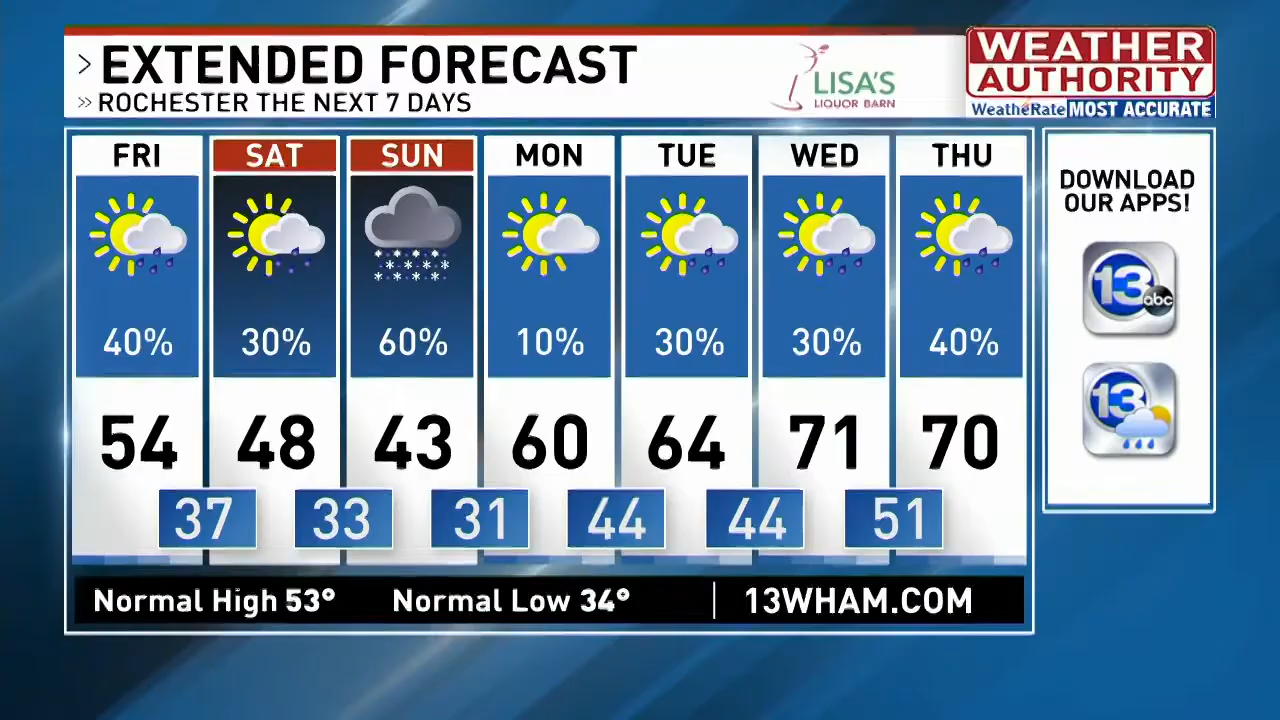 > EXTENDED FORECAST
» ROCHESTER THE NEXT 7 DAYS
LISA'S
LIQUOR BARN
WEATHER
AUTHORITY
WeatheRate MOST ACCURATE
FRI SAT SUN MON TUE WED THU
40% 30% 60% 10% 30% 30% 40%
54 48 43 60 64 71 70
37 33 31 44 44 51
Normal High 53° Normal Low 34° 13WHAM.COM
DOWNLOAD
OUR APPS!
13 abc
13